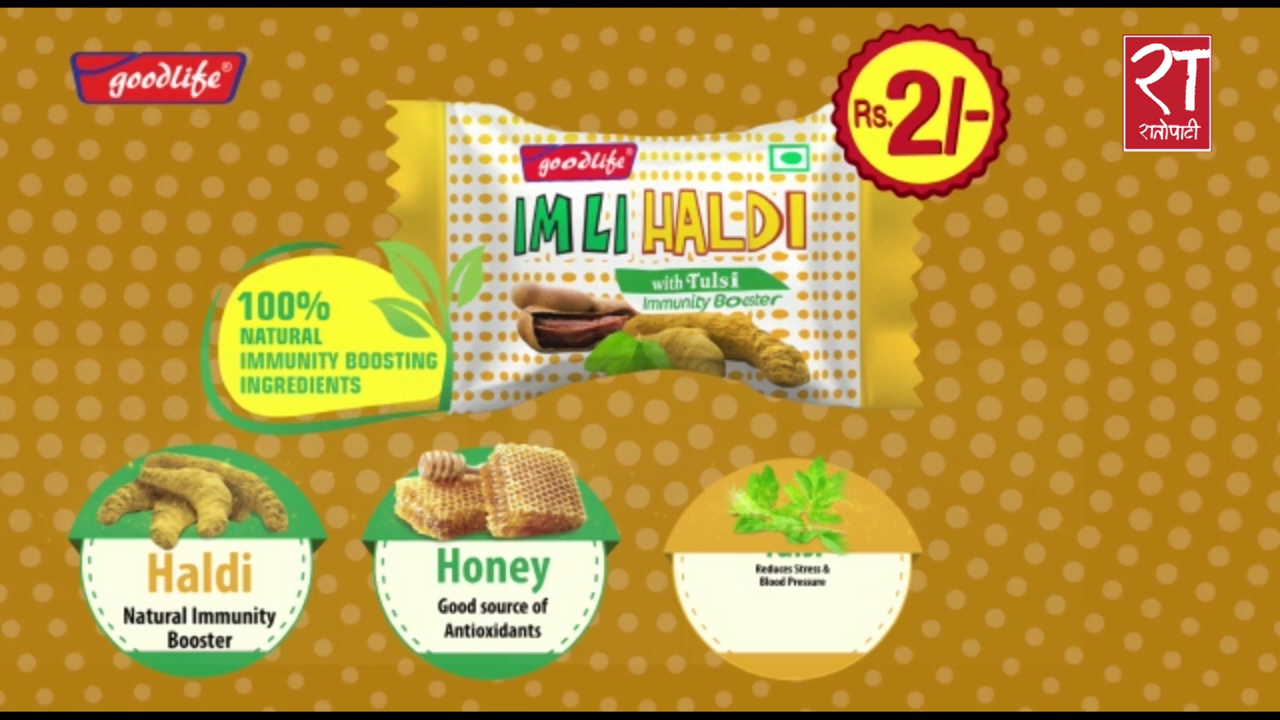 goodlife®
Rs. 2/-
रा
रातोपाटी
goodlife®
IMLI HALDI
with Tulsi
Immunity Booster
100%
NATURAL
IMMUNITY BOOSTING
INGREDIENTS
Haldi
Natural Immunity
Booster
Honey
Good source of
Antioxidants
Tulsi
Reduces Stress &
Blood Pressure